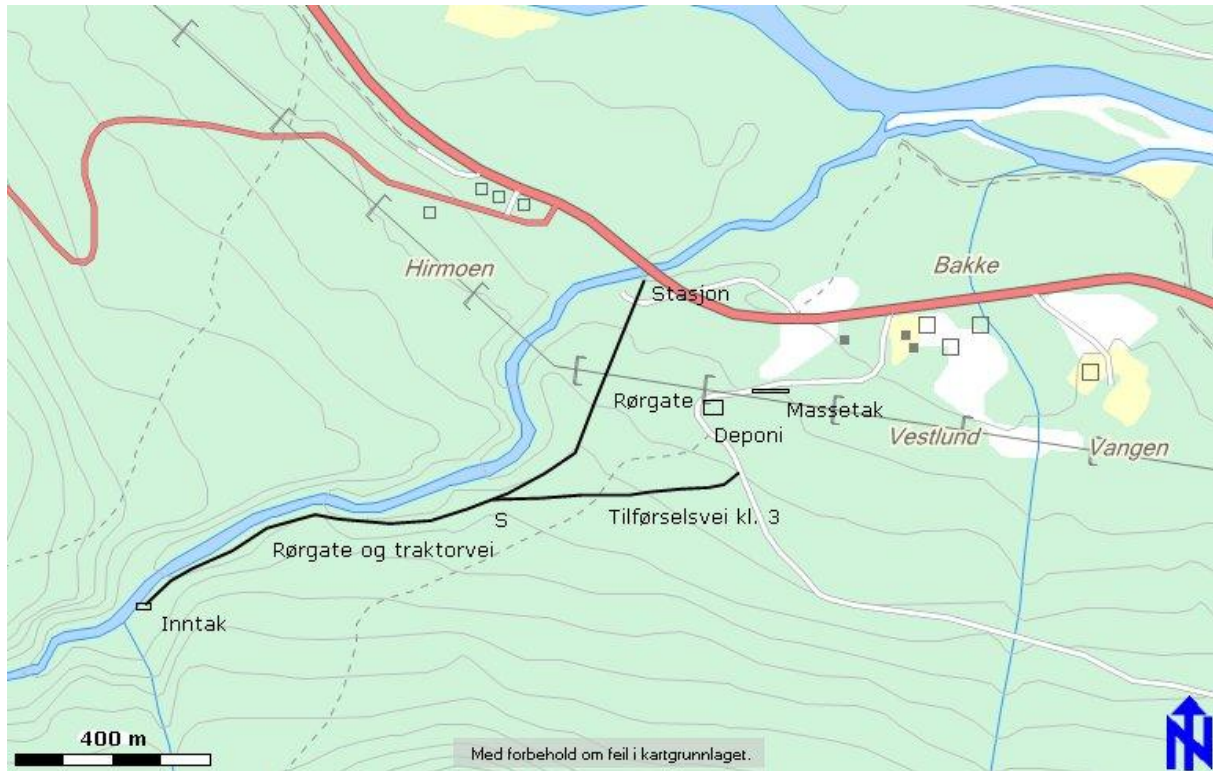 Hirmoen
Bakke
Stasjon
Rørgate
Massetak
Deponi
Vestlund
Vangen
S
Tilførselsvei kl. 3
Rørgate og traktorvei
Inntak
400 m
Med forbehold om feil i kartgrunnlaget.
N